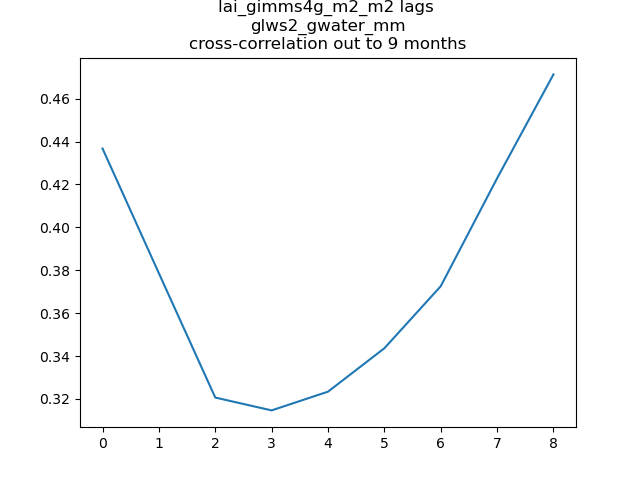 lai_gimms4g_m2_m2 lags
glws2_gwater_mm
cross-correlation out to 9 months
0.46
0.44
0.42
0.40
0.38
0.36
0.34
0.32
0 1 2 3 4 5 6 7 8